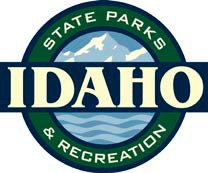 STATE PARKS
IDAHO
& RECREATION